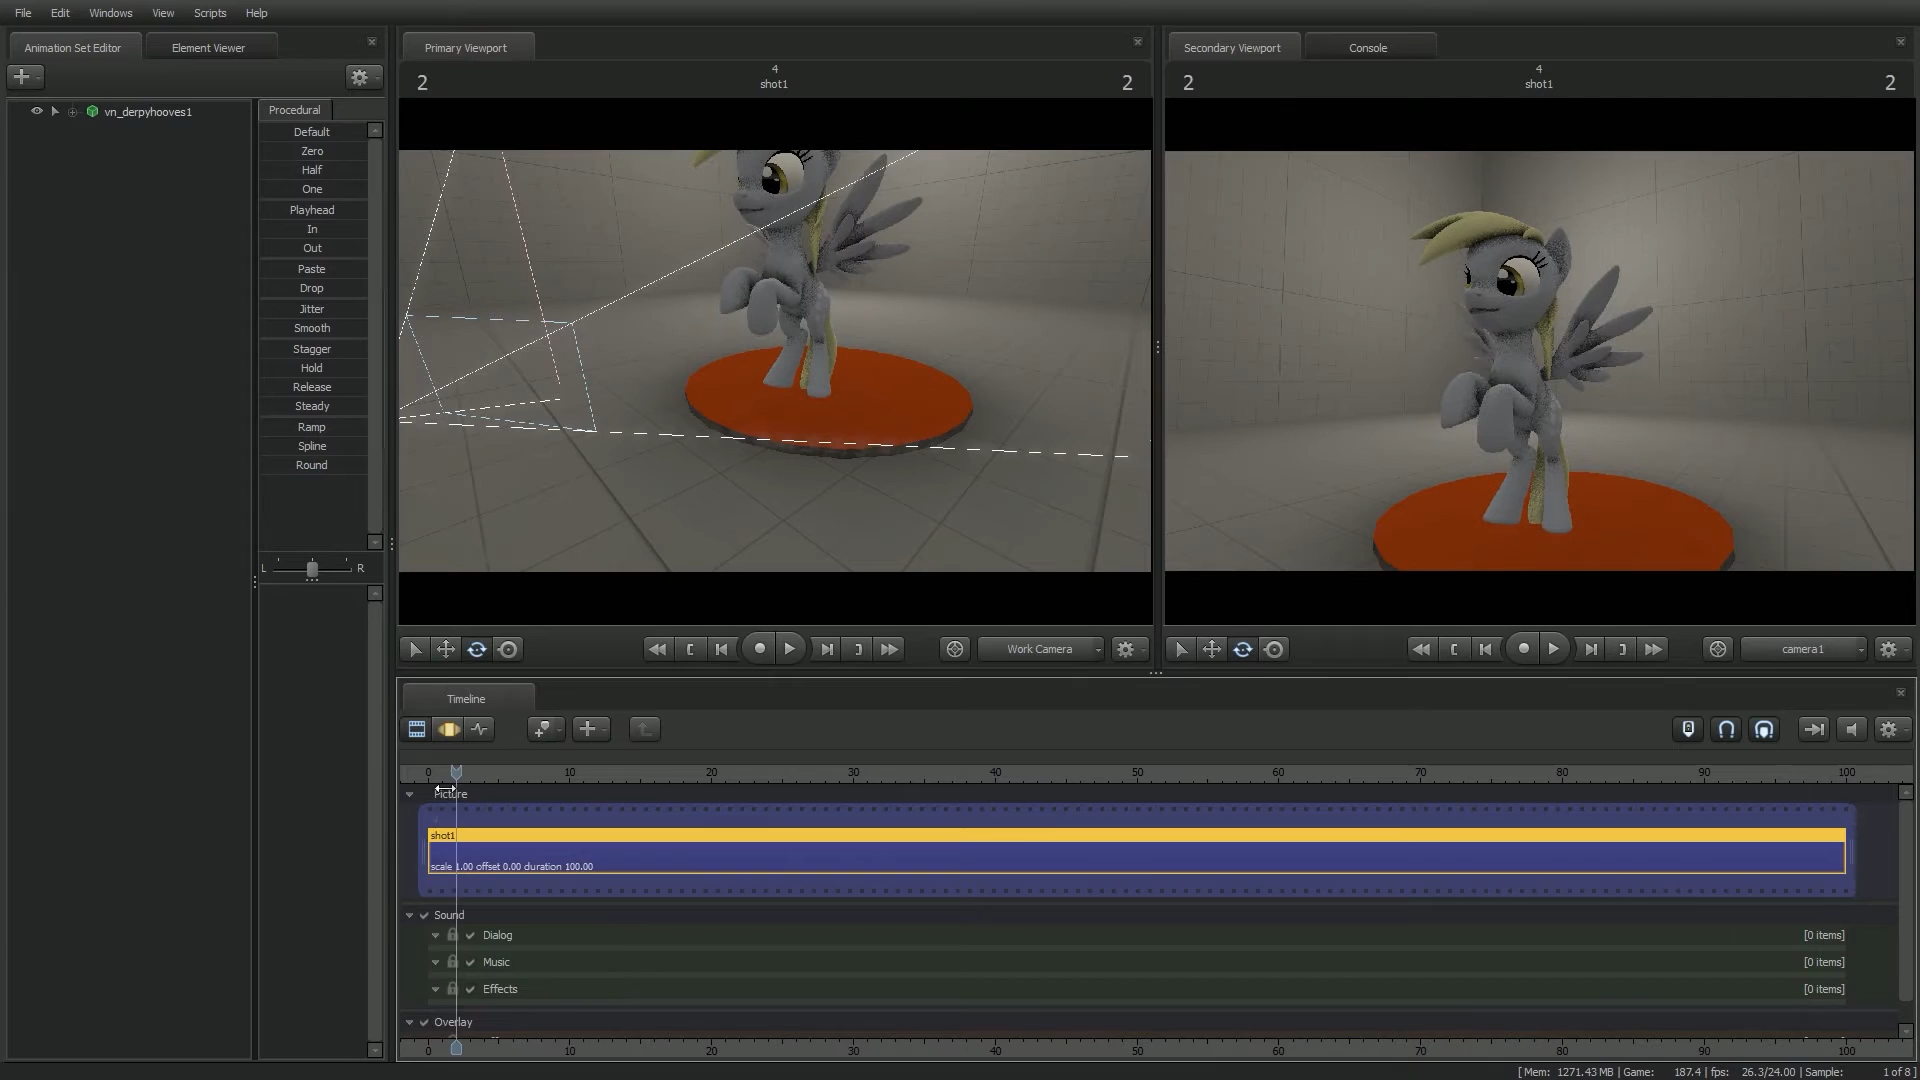 File Edit Windows View Scripts Help
Animation Set Editor Element Viewer
vn_derpyhooves1
Procedural
Default
Zero
Half
One
Playhead
In
Out
Paste
Drop
Jitter
Smooth
Stagger
Hold
Release
Steady
Ramp
Spline
Round
L R
Primary Viewport
2 4 2
shot1
Work Camera
Secondary Viewport Console
2 4 2
shot1
camera1
Timeline
0 10 20 30 40 50 60 70 80 90 100
Picture
shot1
scale 1.00 offset 0.00 duration 100.00
Sound
Dialog [0 items]
Music [0 items]
Effects [0 items]
Overlay
0 10 20 30 40 50 60 70 80 90 100
[ Mem: 1271.43 MB | Game: 187.4 | fps: 26.3/24.00 | Sample: 1 of 8 ]